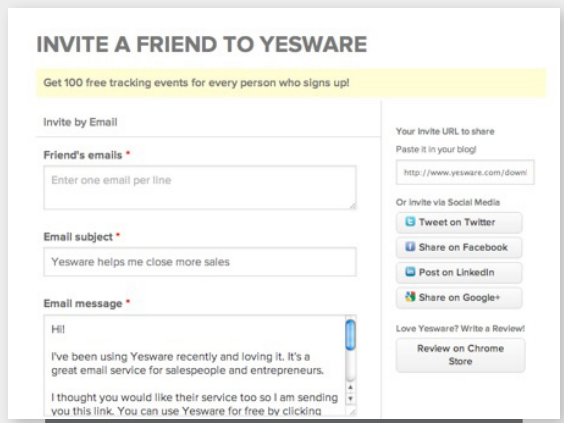 INVITE A FRIEND TO YESWARE
Get 100 free tracking events for every person who signs up!
Invite by Email
Friend's emails *
Enter one email per line
Email subject *
Yesware helps me close more sales
Email message *
Hi!
I've been using Yesware recently and loving it. It's a
great email service for salespeople and entrepreneurs.
I thought you would like their service too so I am sending
you this link. You can use Yesware for free by clicking
Your Invite URL to share
Paste it in your blog!
http://www.yesware.com/down
Or Invite via Social Media
Tweet on Twitter
Share on Facebook
Post on LinkedIn
Share on Google+
Love Yesware? Write a Review!
Review on Chrome
Store